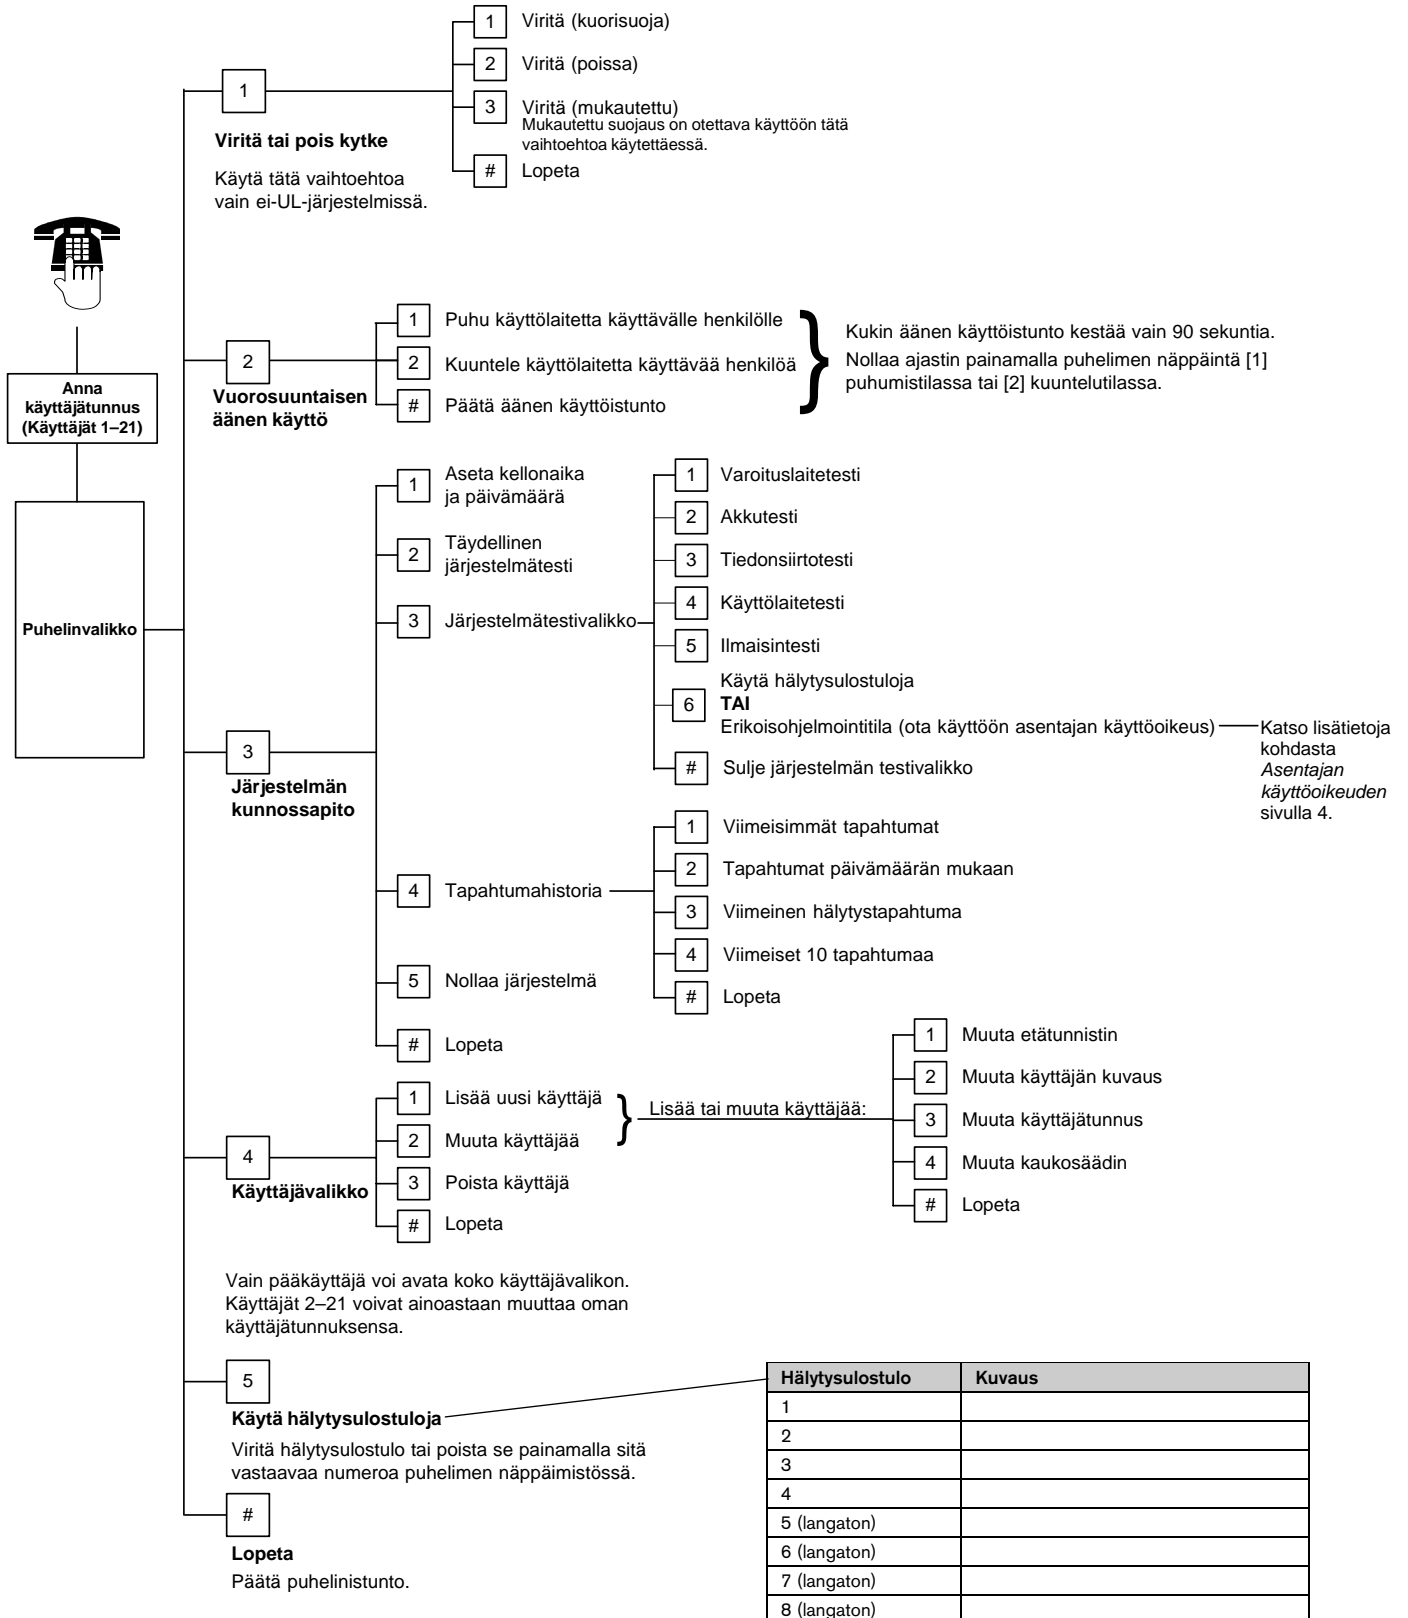 1 Viritä (kuorisuoja)
2 Viritä (poissa)
3 Viritä (mukautettu)
Mukautettu suojaus on otettava käyttöön tätä
vaihtoehtoa käytettäessä.
# Lopeta
1
Viritä tai pois kytke
Käytä tätä vaihtoehtoa
vain ei-UL-järjestelmissä.
Anna
käyttäjätunnus
(Käyttäjät 1–21)
Puhelinvalikko
2
Vuorosuuntaisen
äänen käyttö
1 Puhu käyttölaitetta käyttävälle henkilölle
2 Kuuntele käyttölaitetta käyttävää henkilöä
# Päätä äänen käyttöistunto
Kukin äänen käyttöistunto kestää vain 90 sekuntia.
Nollaa ajastin painamalla puhelimen näppäintä [1]
puhumistilassa tai [2] kuuntelutilassa.
3
Järjestelmän
kunnossapito
1 Aseta kellonaika
ja päivämäärä
2 Täydellinen
järjestelmätesti
3 Järjestelmätestivalikko
1 Varoituslaitetesti
2 Akkutesti
3 Tiedonsiirtotesti
4 Käyttölaitetesti
5 Ilmaisintesti
6 Käytä hälytysulostuloja
TAI
Erikoisohjelmointitila (ota käyttöön asentajan käyttöoikeus)
Katso lisätietoja
kohdasta
Asentajan
käyttöoikeuden
sivulla 4.
# Sulje järjestelmän testivalikko
4 Tapahtumahistoria
1 Viimeisimmät tapahtumat
2 Tapahtumat päivämäärän mukaan
3 Viimeinen hälytystapahtuma
4 Viimeiset 10 tapahtumaa
# Lopeta
5 Nollaa järjestelmä
# Lopeta
4
Käyttäjävalikko
1 Lisää uusi käyttäjä
2 Muuta käyttäjää
3 Poista käyttäjä
# Lopeta
Lisää tai muuta käyttäjää:
1 Muuta etätunnistin
2 Muuta käyttäjän kuvaus
3 Muuta käyttäjätunnus
4 Muuta kaukosäädin
# Lopeta
Vain pääkäyttäjä voi avata koko käyttäjävalikon.
Käyttäjät 2–21 voivat ainoastaan muuttaa oman
käyttäjätunnuksensa.
5
Käytä hälytysulostuloja
Viritä hälytysulostulo tai poista se painamalla sitä
vastaavaa numeroa puhelimen näppäimistössä.
#
Lopeta
Päätä puhelinistunto.
Hälytysulostulo Kuvaus
1
2
3
4
5 (langaton)
6 (langaton)
7 (langaton)
8 (langaton)